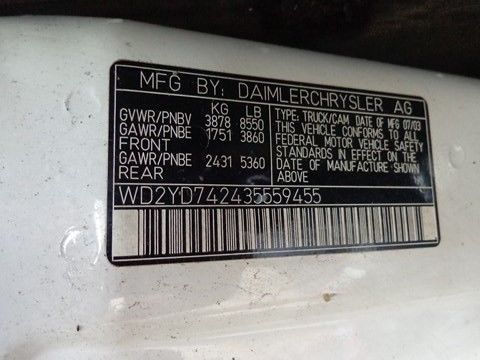 MFG BY: DAIMLERCHRYSLER AG
KG LB
GVWR/PNBV 3878 8550
GAWR/PNBE 1751 3860
FRONT
GAWR/PNBE 2431 5360
REAR
TYPE: TRUCK/CAM DATE OF MFG 07/03
THIS VEHICLE CONFORMS TO ALL
FEDERAL MOTOR VEHICLE SAFETY
STANDARDS IN EFFECT ON THE
DATE OF MANUFACTURE SHOWN
ABOVE
WD2YD742435559455